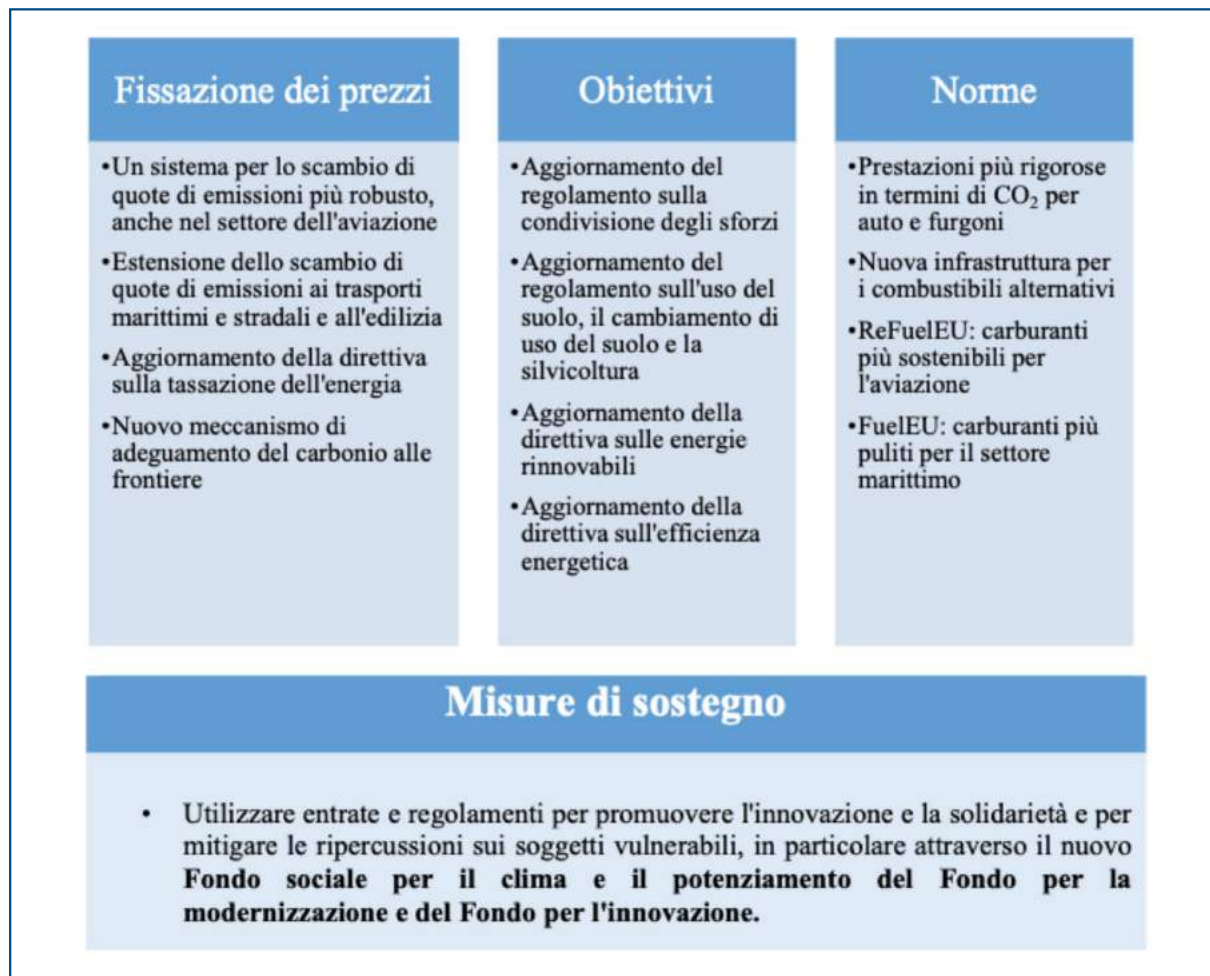 Fissazione dei prezzi
•Un sistema per lo scambio di
quote di emissioni più robusto,
anche nel settore dell'aviazione
•Estensione dello scambio di
quote di emissioni ai trasporti
marittimi e stradali e all'edilizia
•Aggiornamento della direttiva
sulla tassazione dell'energia
•Nuovo meccanismo di
adeguamento del carbonio alle
frontiere
Obiettivi
•Aggiornamento del
regolamento sulla
condivisione degli sforzi
•Aggiornamento del
regolamento sull'uso del
suolo, il cambiamento di
uso del suolo e la
silvicoltura
•Aggiornamento della
direttiva sulle energie
rinnovabili
•Aggiornamento della
direttiva sull'efficienza
energetica
Norme
•Prestazioni più rigorose
in termini di CO₂ per
auto e furgoni
•Nuova infrastruttura per
i combustibili alternativi
•ReFuelEU: carburanti
più sostenibili per
l'aviazione
•FuelEU: carburanti più
puliti per il settore
marittimo
Misure di sostegno
• Utilizzare entrate e regolamenti per promuovere l'innovazione e la solidarietà e per
mitigare le ripercussioni sui soggetti vulnerabili, in particolare attraverso il nuovo
Fondo sociale per il clima e il potenziamento del Fondo per la
modernizzazione e del Fondo per l'innovazione.